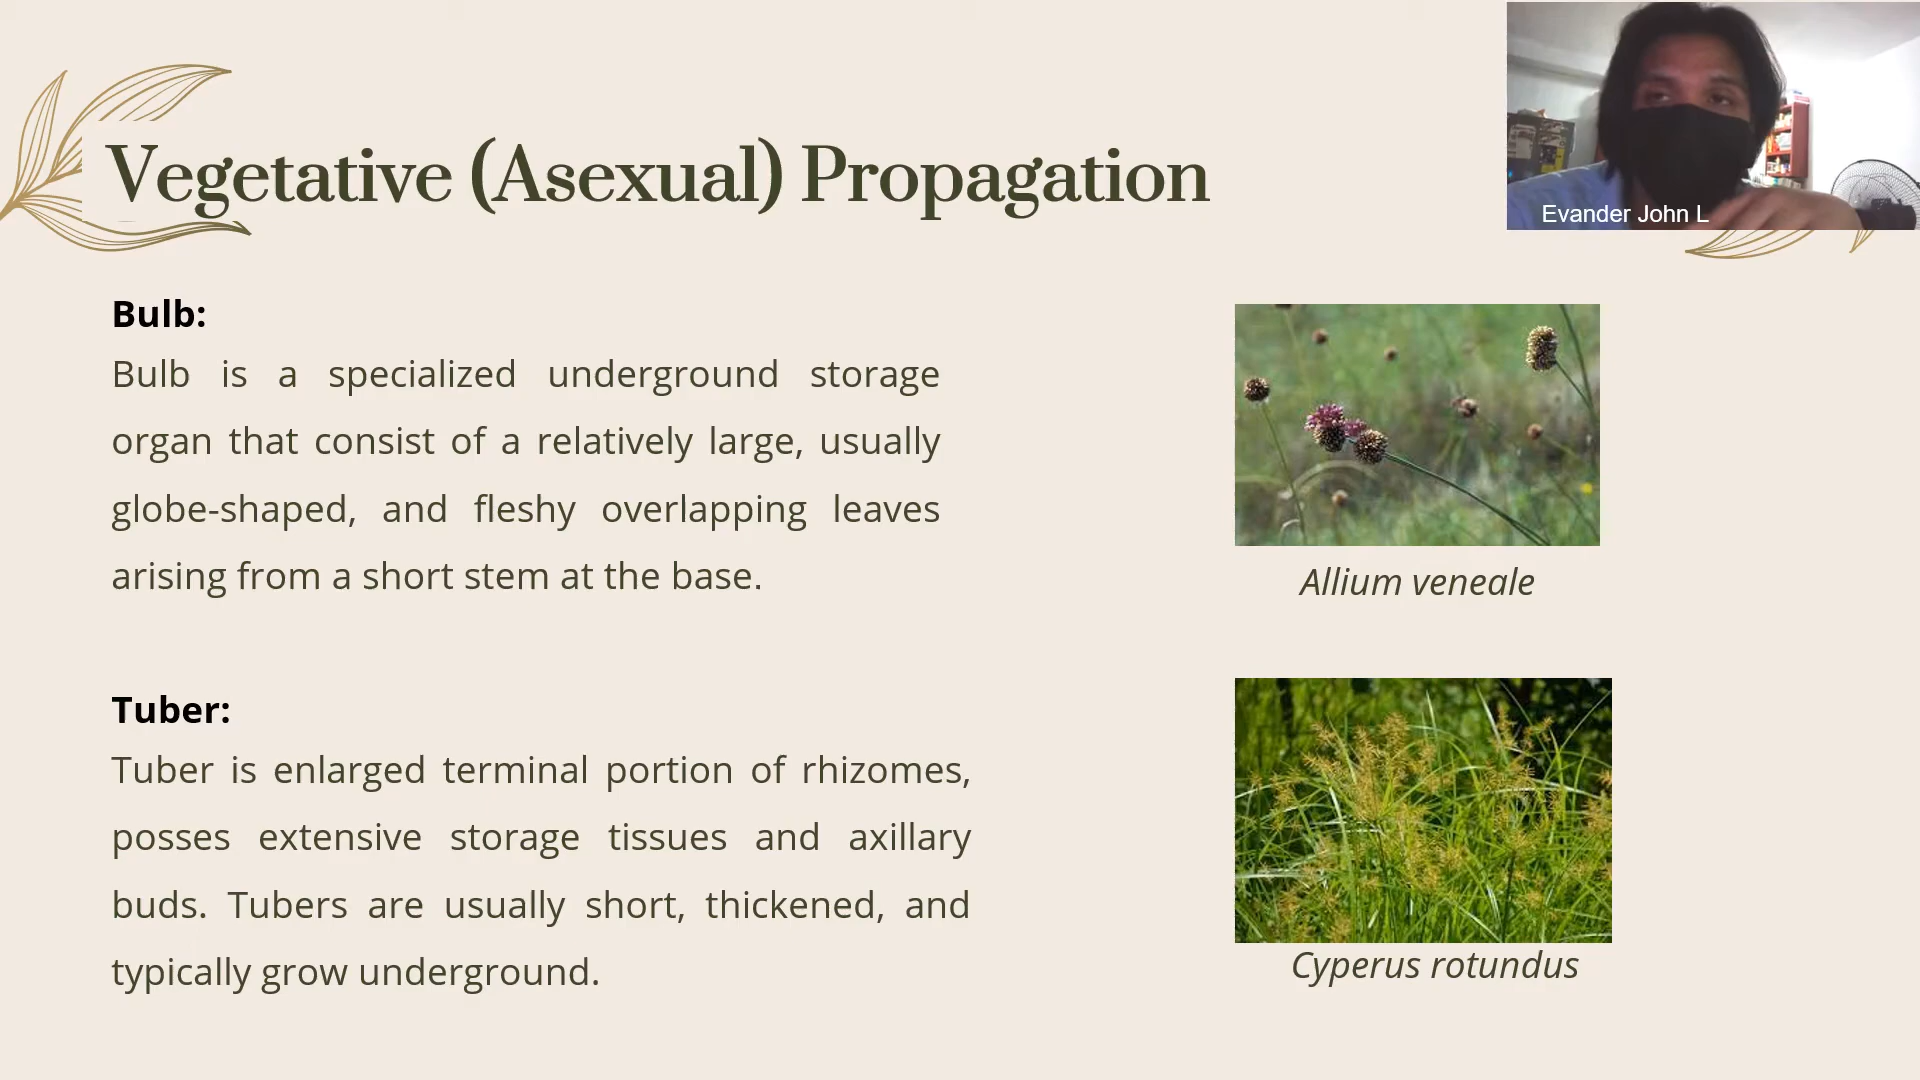 Vegetative (Asexual) Propagation
Evander John L
Bulb:
Bulb is a specialized underground storage
organ that consist of a relatively large, usually
globe-shaped, and fleshy overlapping leaves
arising from a short stem at the base.
Allium veneale
Tuber:
Tuber is enlarged terminal portion of rhizomes,
posses extensive storage tissues and axillary
buds. Tubers are usually short, thickened, and
typically grow underground.
Cyperus rotundus